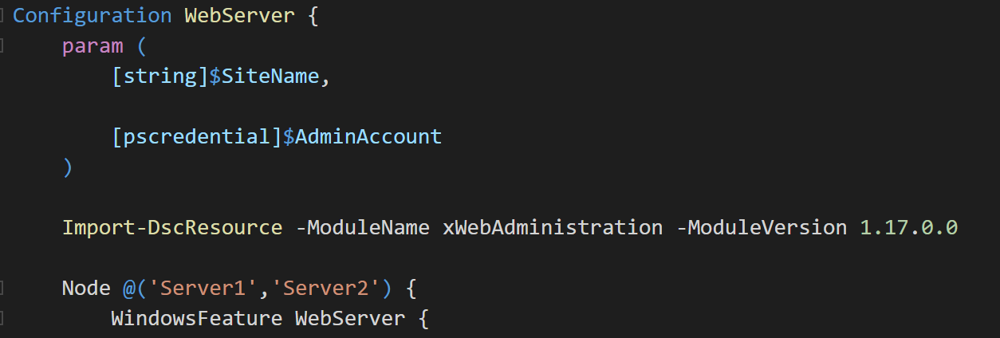 Configuration WebServer {
param (
[string]$SiteName,
[pscredential]$AdminAccount
)
Import-DscResource -ModuleName xWebAdministration -ModuleVersion 1.17.0.0
Node @('Server1','Server2') {
WindowsFeature WebServer {